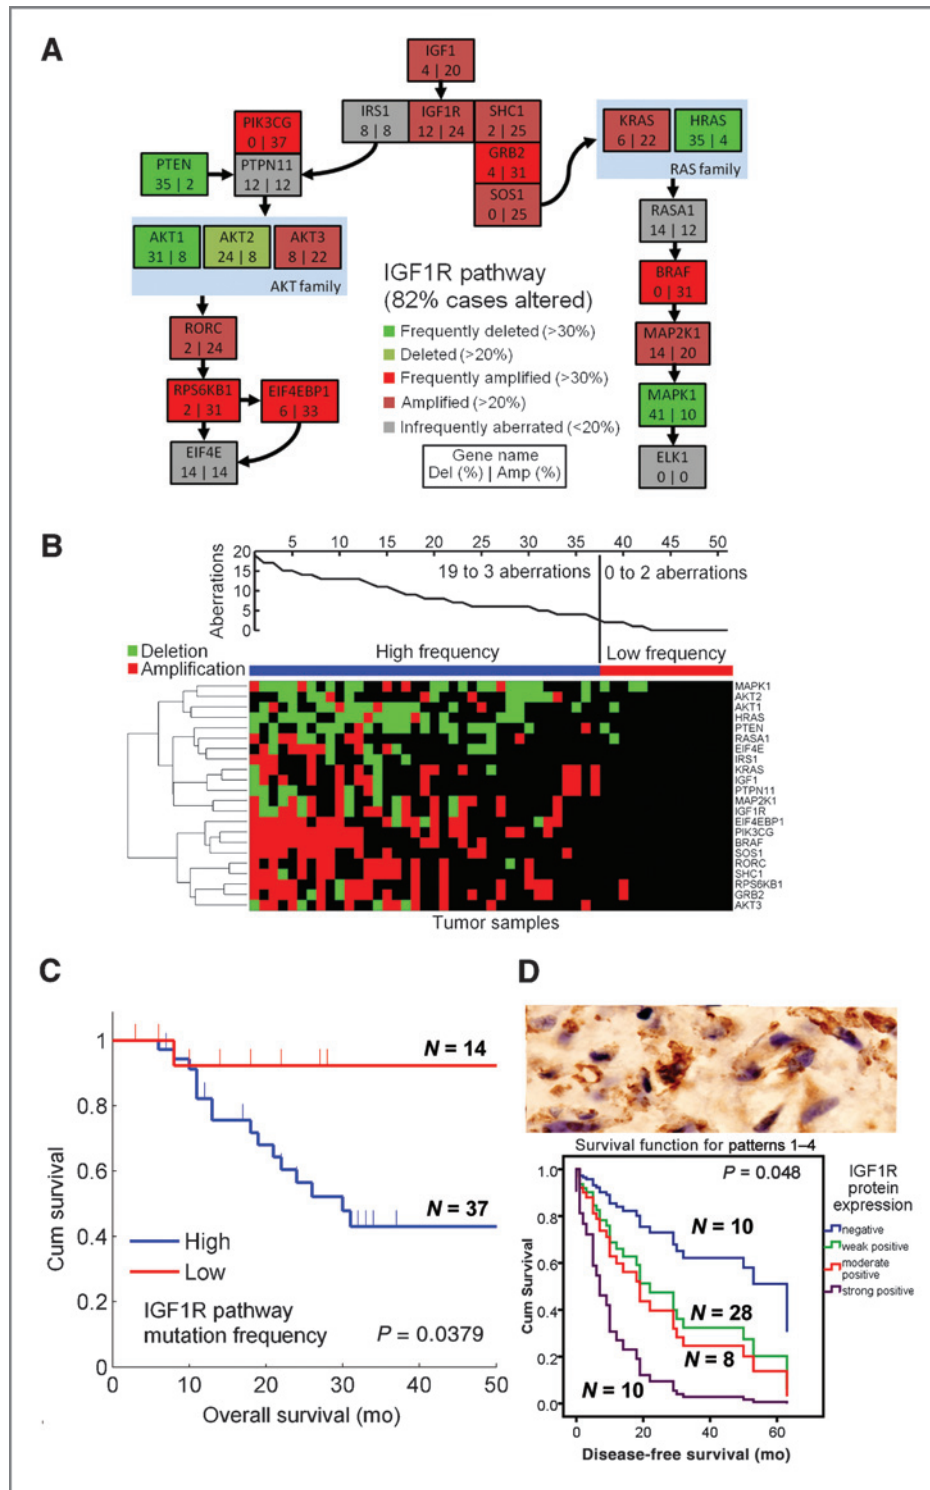 A
IGF1
4 | 20
IRS1
8 | 8
IGF1R
12 | 24
SHC1
2 | 25
GRB2
4 | 31
SOS1
0 | 25
PIK3CG
0 | 37
PTPN11
12 | 12
PTEN
35 | 2
KRAS
6 | 22
HRAS
35 | 4
RAS family
AKT1
31 | 8
AKT2
24 | 8
AKT3
8 | 22
AKT family
RASA1
14 | 12
BRAF
0 | 31
MAP2K1
14 | 20
MAPK1
41 | 10
ELK1
0 | 0
RORC
2 | 24
RPS6KB1
2 | 31
EIF4EBP1
6 | 33
EIF4E
14 | 14
IGF1R pathway
(82% cases altered)
Frequently deleted (>30%)
Deleted (>20%)
Frequently amplified (>30%)
Amplified (>20%)
Infrequently aberrated (<20%)
Gene name
Del (%) | Amp (%)
B
5 10 15 20 25 30 35 40 45 50
20
15
10
5
0
Aberrations
19 to 3 aberrations
0 to 2 aberrations
Deletion
Amplification
High frequency
Low frequency
MAPK1
AKT2
AKT1
HRAS
PTEN
RASA1
EIF4E
IRS1
KRAS
IGF1
PTPN11
MAP2K1
IGF1R
EIF4EBP1
PIK3CG
BRAF
SOS1
RORC
SHC1
RPS6KB1
GRB2
AKT3
Tumor samples
C
1
0.8
0.6
0.4
0.2
0
Cum survival
N = 14
N = 37
High
Low
IGF1R pathway
mutation frequency
P = 0.0379
0 10 20 30 40 50
Overall survival (mo)
D
Survival function for patterns 1–4
1.0
0.8
0.6
0.4
0.2
0.0
Cum Survival
P = 0.048
N = 10
N = 28
N = 8
N = 10
IGF1R
protein
expression
negative
weak positive
moderate
positive
strong positive
0 20 40 60
Disease-free survival (mo)